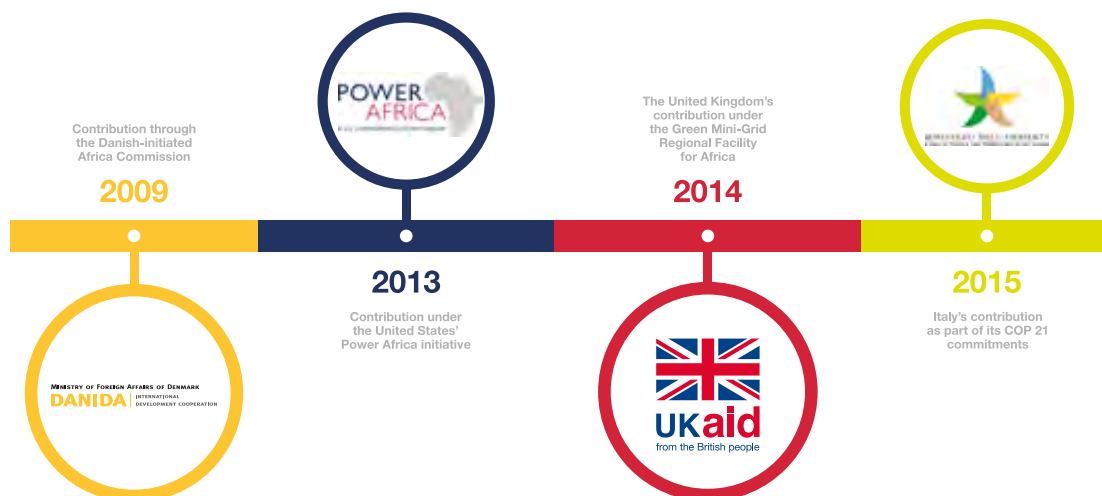 Contribution through
the Danish-initiated
Africa Commission
2009
MINISTRY OF FOREIGN AFFAIRS OF DENMARK
DANIDA
INTERNATIONAL
DEVELOPMENT COOPERATION
POWER
AFRICA
2013
Contribution under
the United States’
Power Africa initiative
The United Kingdom’s
contribution under
the Green Mini-Grid
Regional Facility
for Africa
2014
UKaid
from the British people
2015
Italy’s contribution
as part of its COP 21
commitments